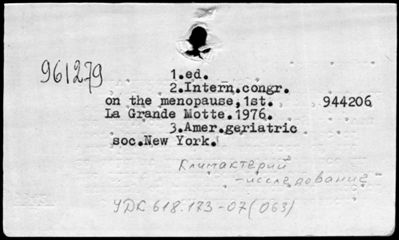 961279
1.ed.
2.Intern.congr.
on the menopause,1st. 944206
La Grande Motte.1976.
3.Amer.geriatric
soc.New York.
Климактерий
- исследование
УДК 618.173-07(063)